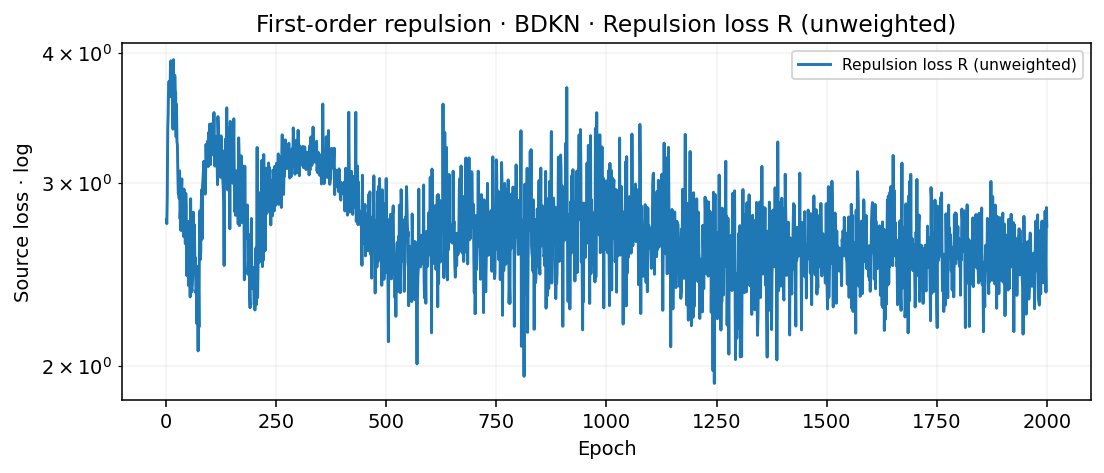 First-order repulsion · BDKN · Repulsion loss R (unweighted)
Repulsion loss R (unweighted)
Source loss · log
4 × 10⁰
3 × 10⁰
2 × 10⁰
0 250 500 750 1000 1250 1500 1750 2000
Epoch